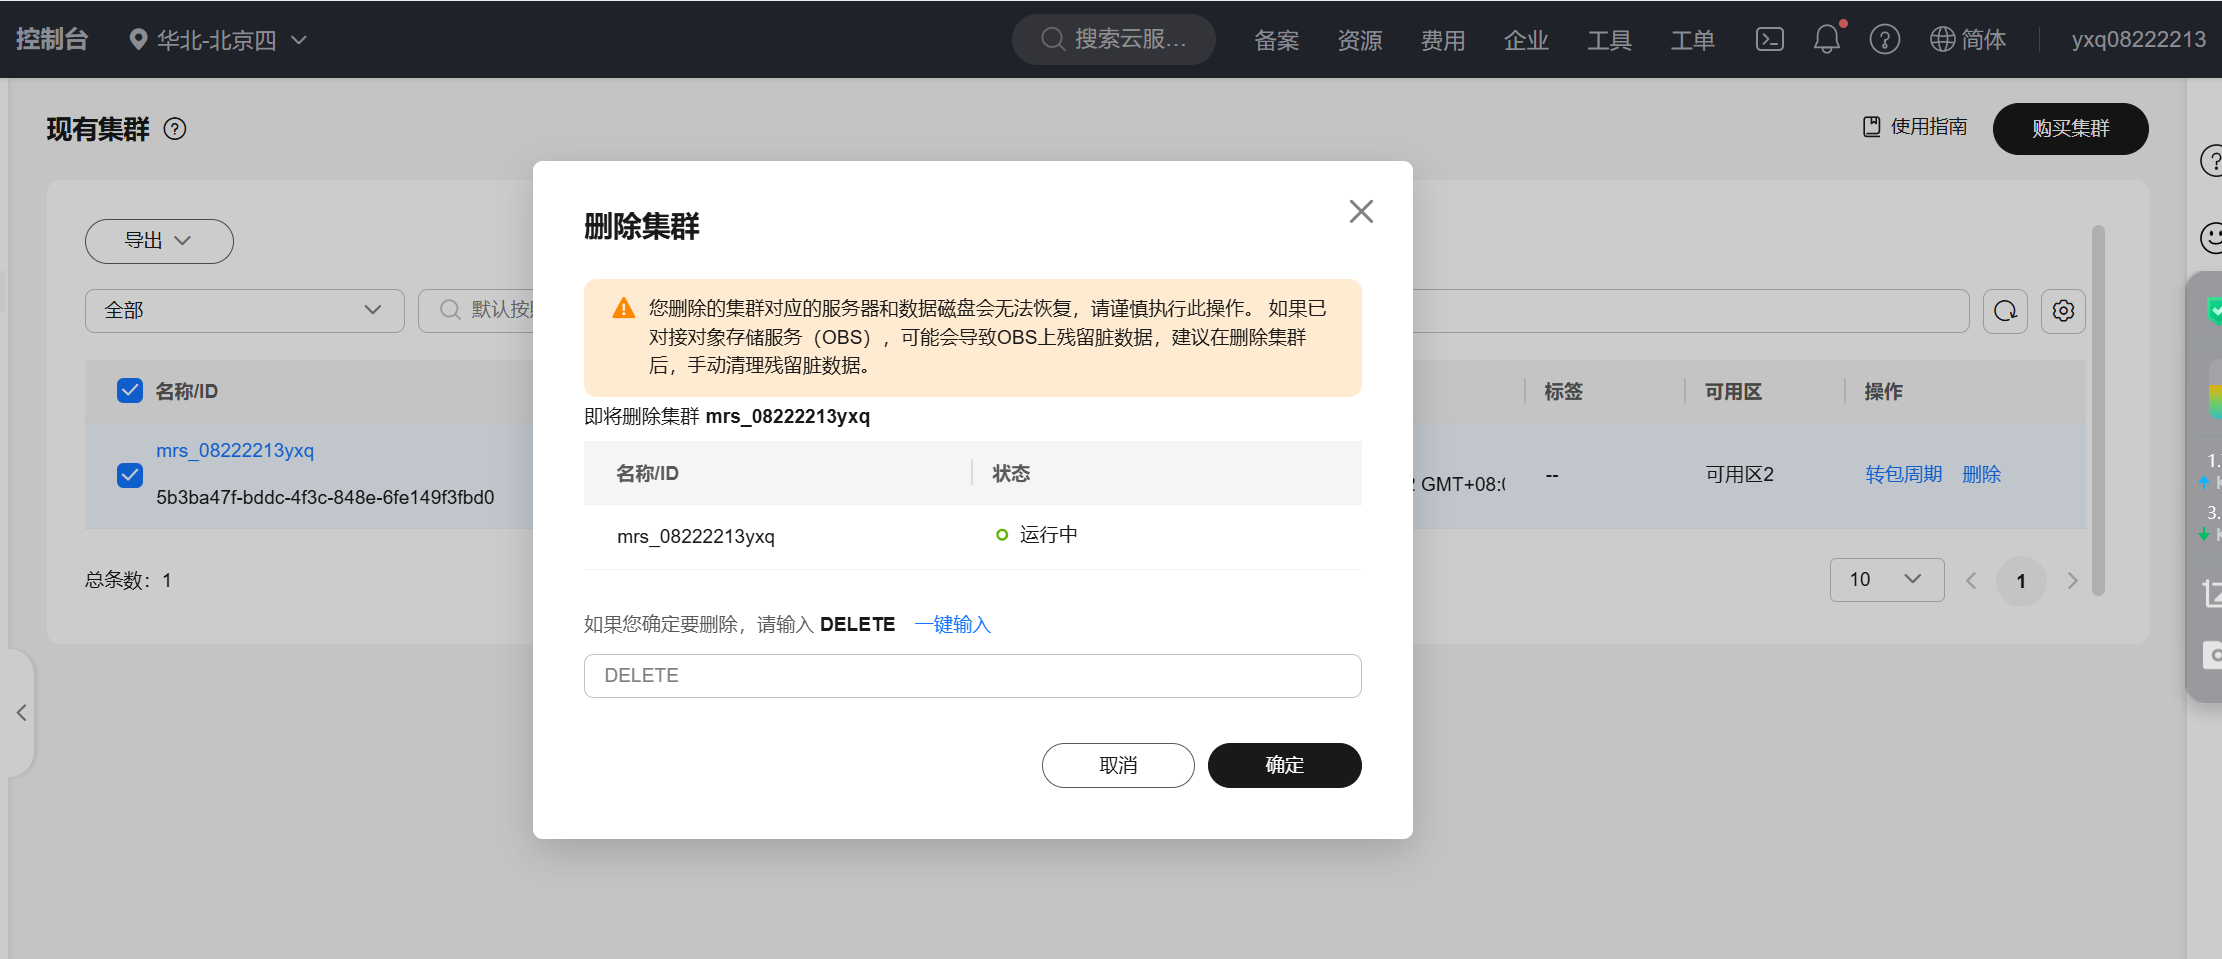 控制台
华北-北京四
搜索云服...
备案
资源
费用
企业
工具
工单
简体
yxq08222213
现有集群
使用指南
购买集群
导出
全部
默认按
名称/ID
标签
可用区
操作
mrs_08222213yxq
5b3ba47f-bddc-4f3c-848e-6fe149f3fbd0
GMT+08:0
--
可用区2
转包周期
删除
总条数：1
10
1
删除集群
您删除的集群对应的服务器和数据磁盘会无法恢复，请谨慎执行此操作。 如果已
对接对象存储服务（OBS），可能会导致OBS上残留脏数据，建议在删除集群
后，手动清理残留脏数据。
即将删除集群 mrs_08222213yxq
名称/ID
状态
mrs_08222213yxq
运行中
如果您确定要删除，请输入 DELETE 一键输入
DELETE
取消
确定
1.
K
3.
K